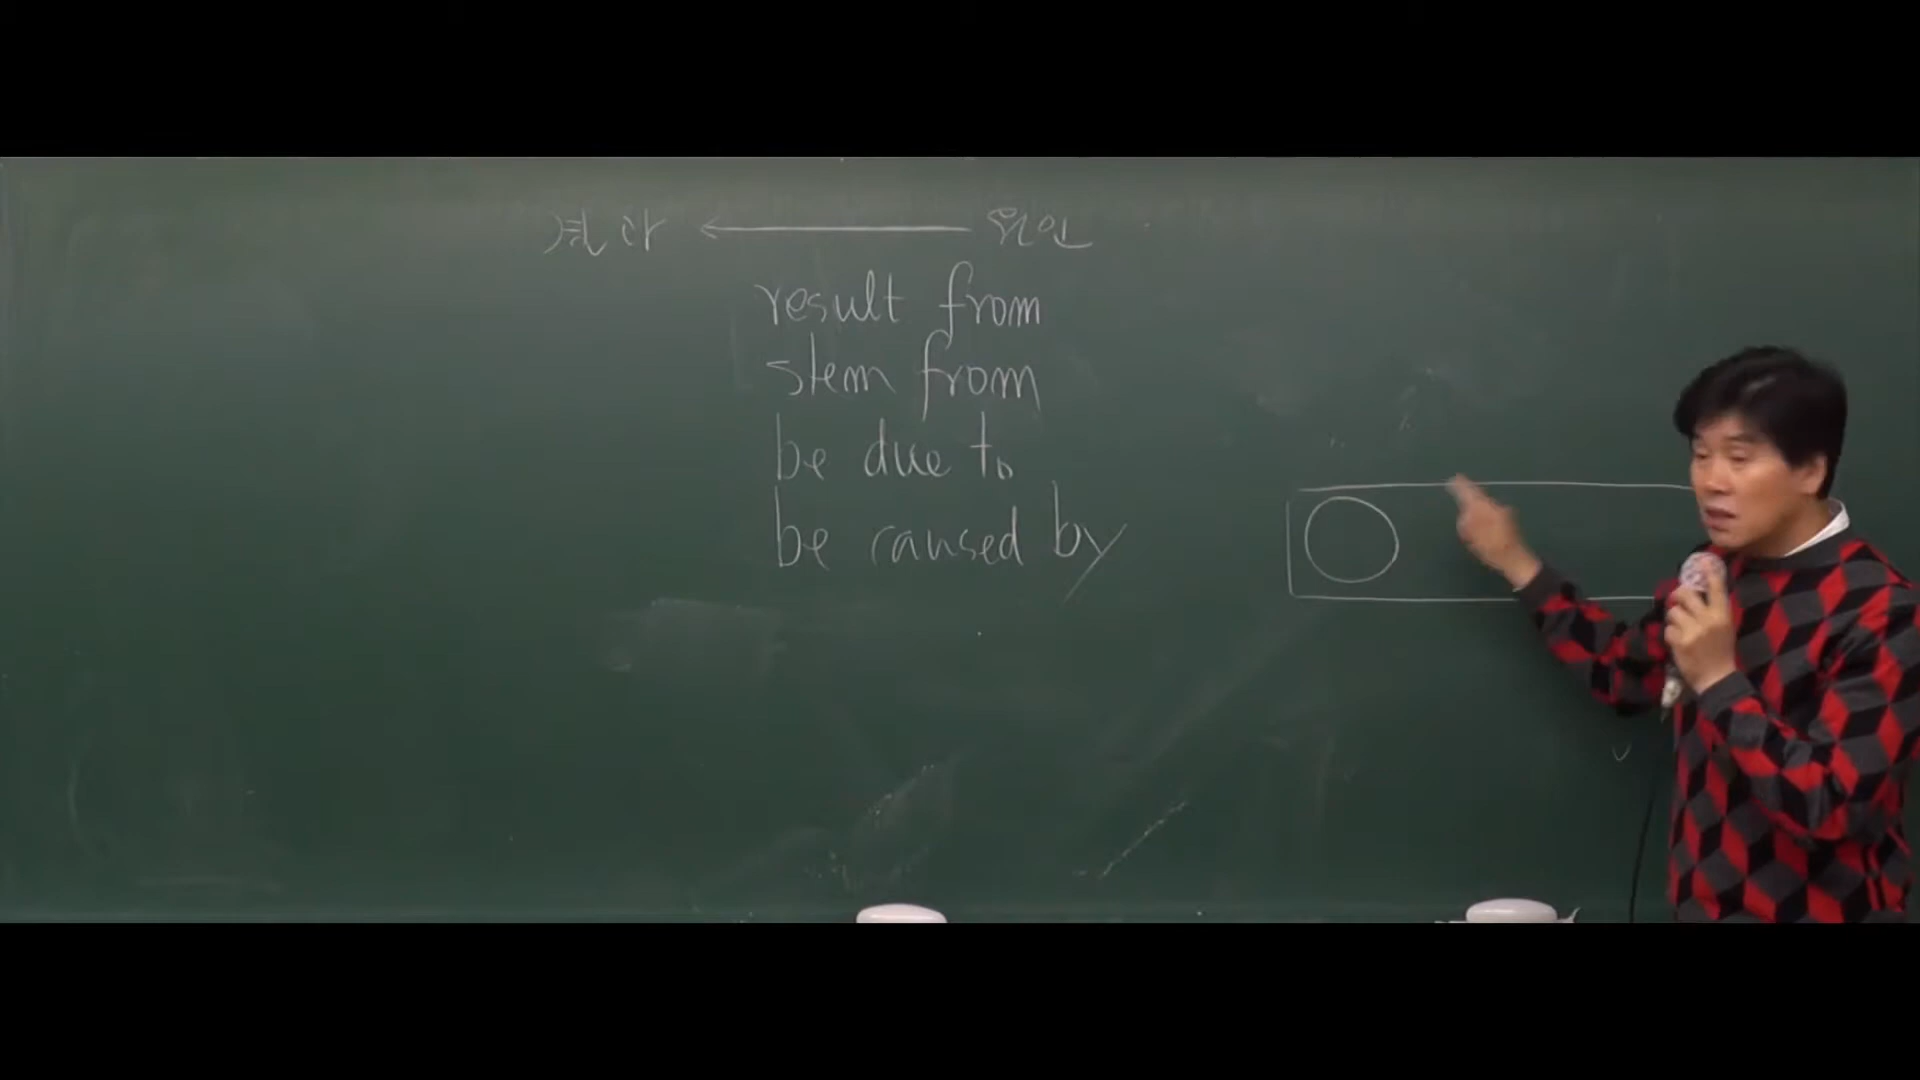 결과 ← 원인
result from
stem from
be due to
be caused by